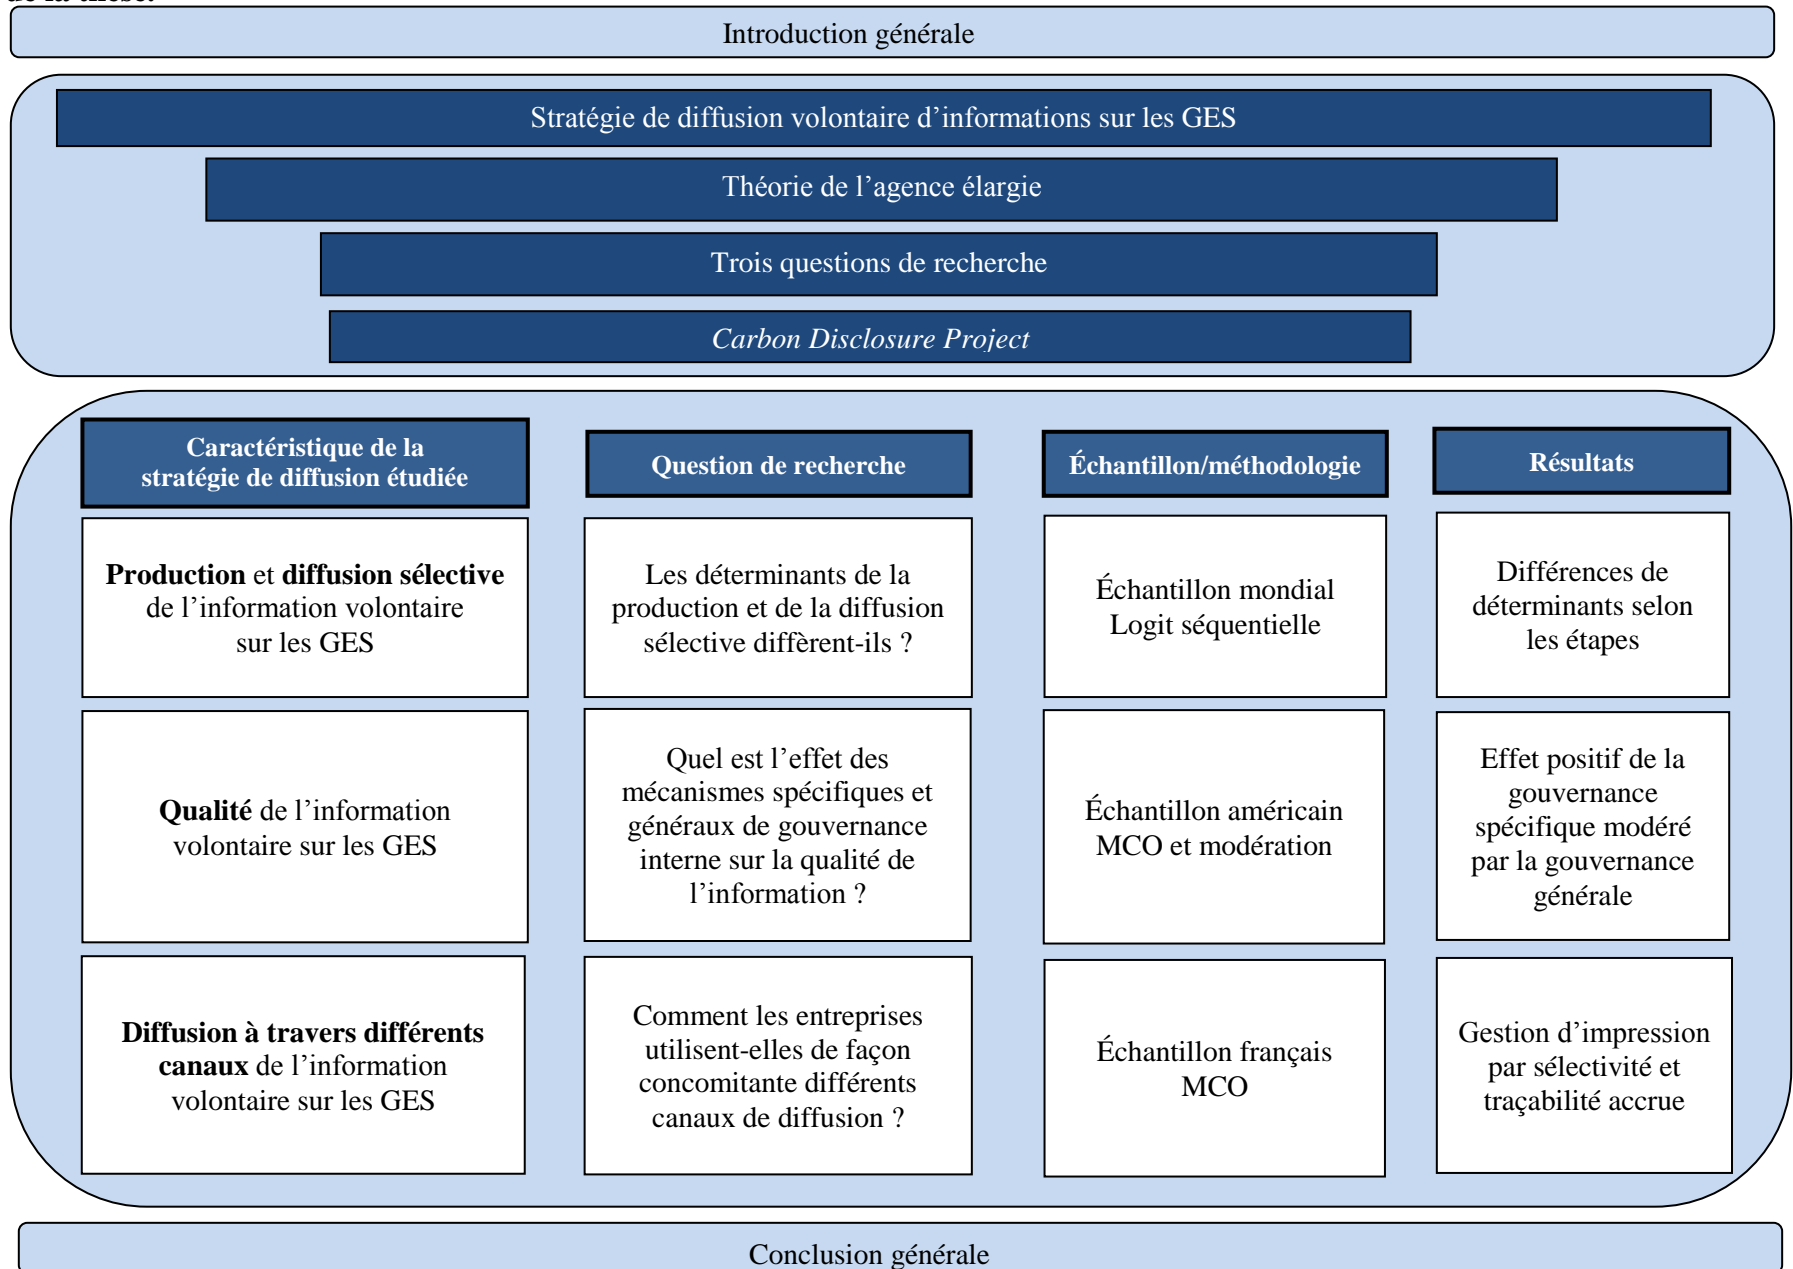 de la thèse.
Introduction générale
Stratégie de diffusion volontaire d’informations sur les GES
Théorie de l’agence élargie
Trois questions de recherche
Carbon Disclosure Project
Caractéristique de la
stratégie de diffusion étudiée
Question de recherche
Échantillon/méthodologie
Résultats
Production et diffusion sélective
de l’information volontaire
sur les GES
Les déterminants de la
production et de la diffusion
sélective diffèrent-ils ?
Échantillon mondial
Logit séquentielle
Différences de
déterminants selon
les étapes
Qualité de l’information
volontaire sur les GES
Quel est l’effet des
mécanismes spécifiques et
généraux de gouvernance
interne sur la qualité de
l’information ?
Échantillon américain
MCO et modération
Effet positif de la
gouvernance
spécifique modéré
par la gouvernance
générale
Diffusion à travers différents
canaux de l’information
volontaire sur les GES
Comment les entreprises
utilisent-elles de façon
concomitante différents
canaux de diffusion ?
Échantillon français
MCO
Gestion d’impression
par sélectivité et
traçabilité accrue
Conclusion générale